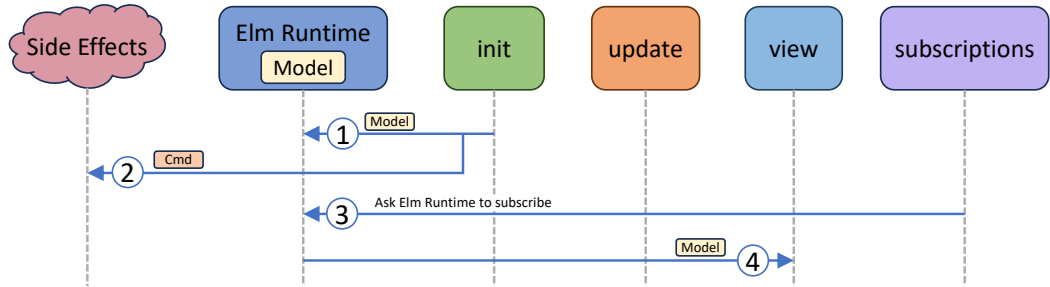 Side Effects
Elm Runtime
Model
init
update
view
subscriptions
1
Model
2
Cmd
3
Ask Elm Runtime to subscribe
Model
4